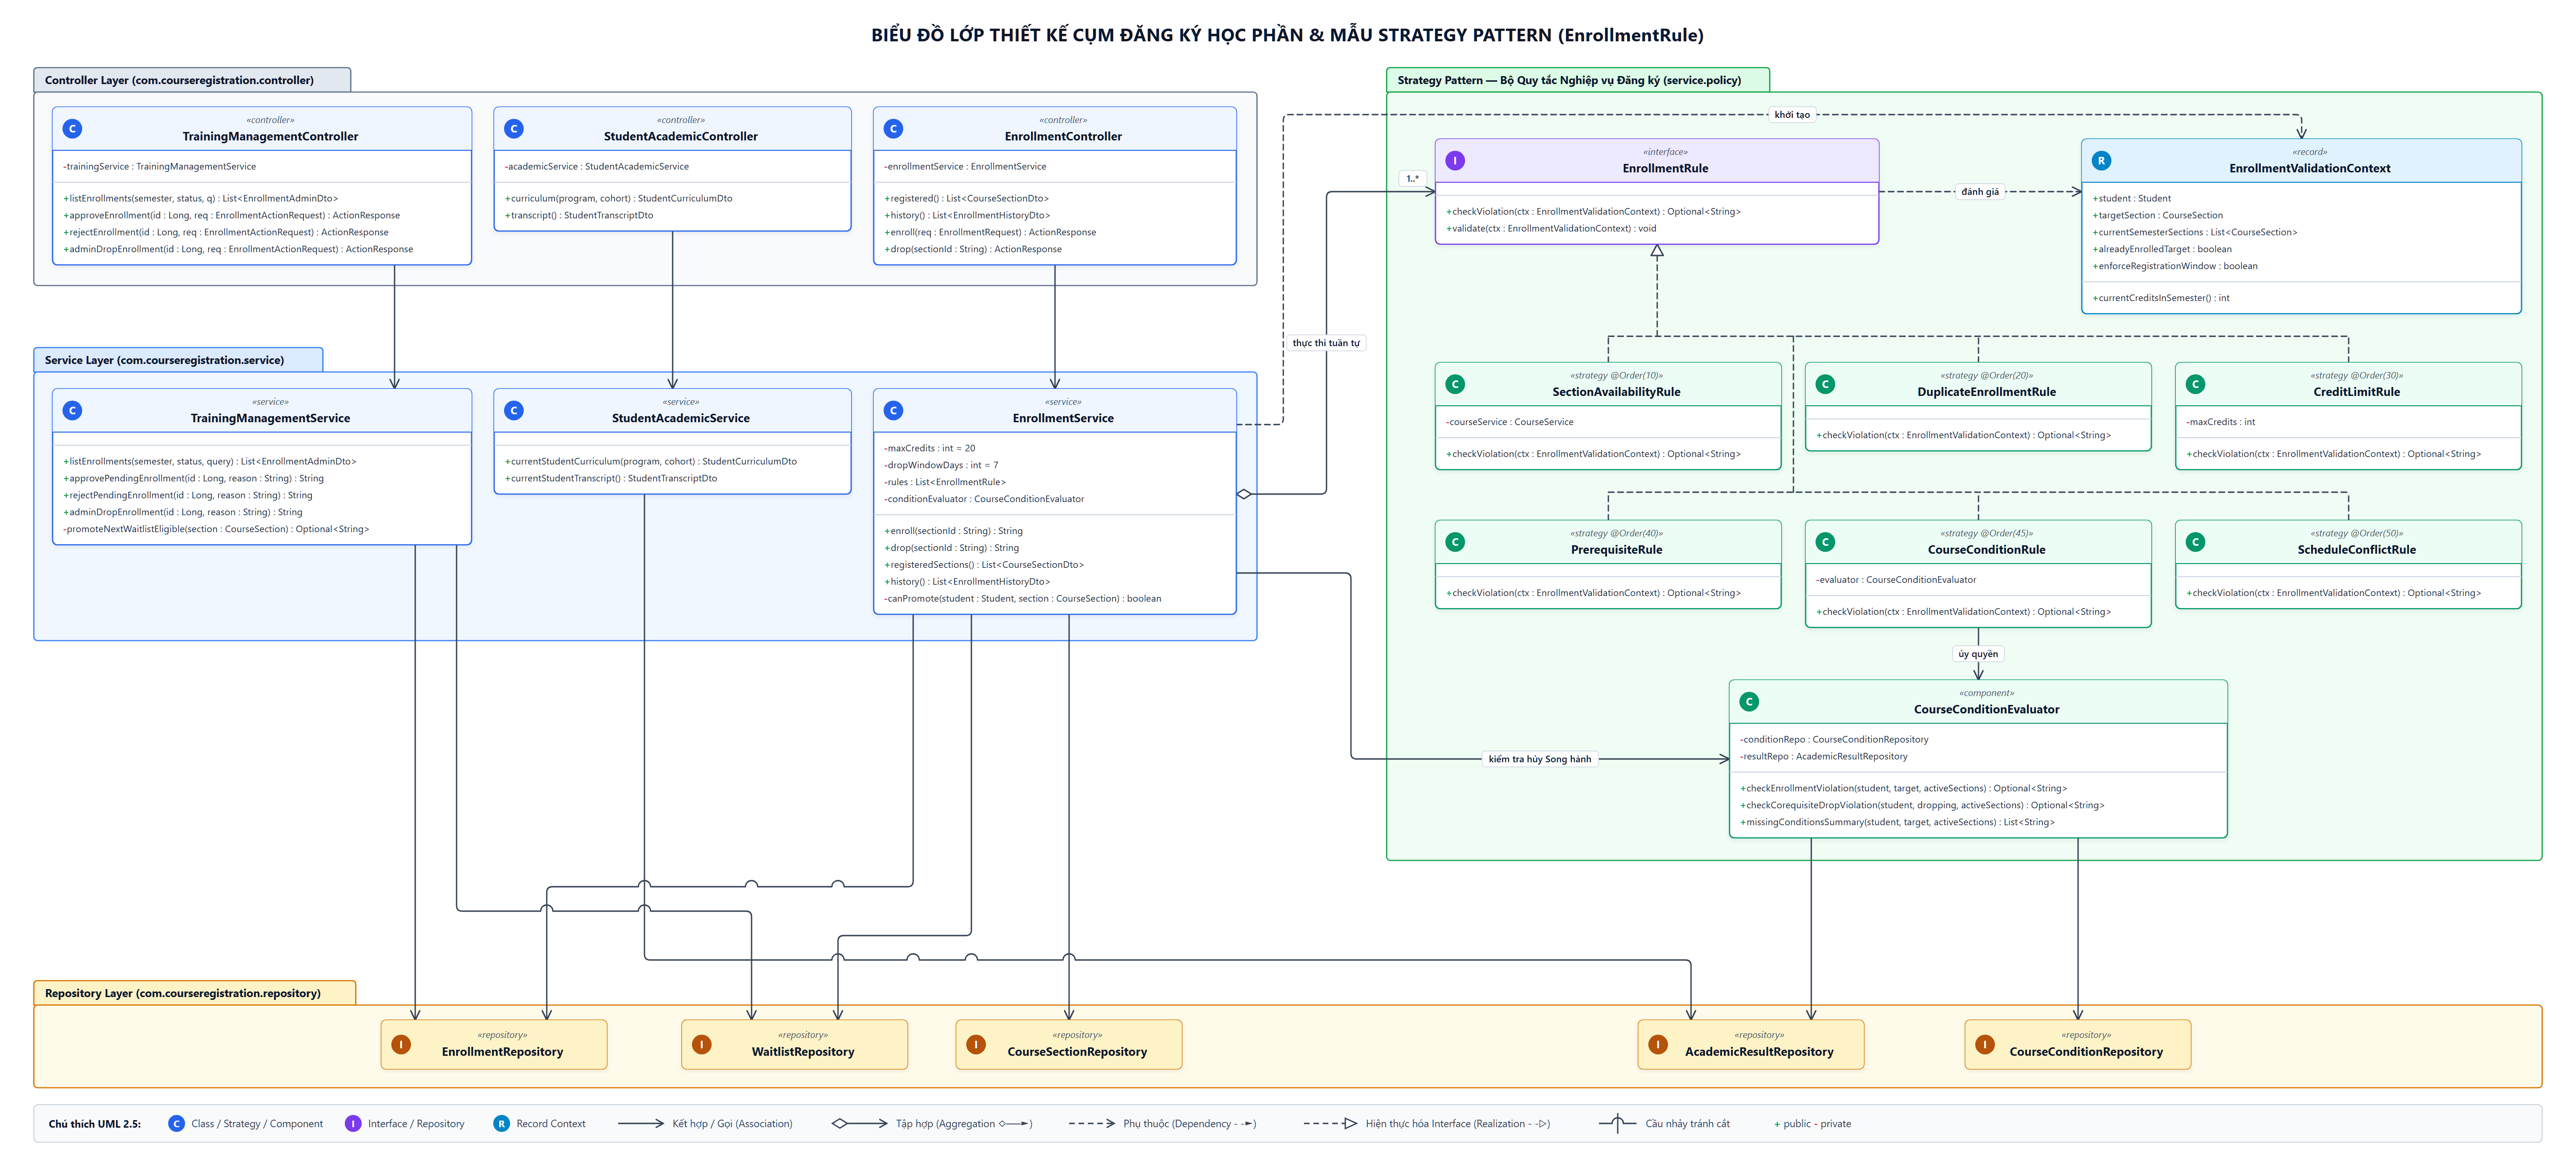 BIỂU ĐỒ LỚP THIẾT KẾ CỤM ĐĂNG KÝ HỌC PHẦN & MẪU STRATEGY PATTERN (EnrollmentRule)
Controller Layer (com.courseregistration.controller)
C
«controller»
TrainingManagementController
-trainingService : TrainingManagementService
+listEnrollments(semester, status, q) : List<EnrollmentAdminDto>
+approveEnrollment(id : Long, req : EnrollmentActionRequest) : ActionResponse
+rejectEnrollment(id : Long, req : EnrollmentActionRequest) : ActionResponse
+adminDropEnrollment(id : Long, req : EnrollmentActionRequest) : ActionResponse
C
«controller»
StudentAcademicController
-academicService : StudentAcademicService
+curriculum(program, cohort) : StudentCurriculumDto
+transcript() : StudentTranscriptDto
C
«controller»
EnrollmentController
-enrollmentService : EnrollmentService
+registered() : List<CourseSectionDto>
+history() : List<EnrollmentHistoryDto>
+enroll(req : EnrollmentRequest) : ActionResponse
+drop(sectionId : String) : ActionResponse
Strategy Pattern — Bộ Quy tắc Nghiệp vụ Đăng ký (service.policy)
khởi tạo
1..*
I
«interface»
EnrollmentRule
+checkViolation(ctx : EnrollmentValidationContext) : Optional<String>
+validate(ctx : EnrollmentValidationContext) : void
đánh giá
R
«record»
EnrollmentValidationContext
+student : Student
+targetSection : CourseSection
+currentSemesterSections : List<CourseSection>
+alreadyEnrolledTarget : boolean
+enforceRegistrationWindow : boolean
+currentCreditsInSemester() : int
thực thi tuần tự
Service Layer (com.courseregistration.service)
C
«service»
TrainingManagementService
+listEnrollments(semester, status, query) : List<EnrollmentAdminDto>
+approvePendingEnrollment(id : Long, reason : String) : String
+rejectPendingEnrollment(id : Long, reason : String) : String
+adminDropEnrollment(id : Long, reason : String) : String
-promoteNextWaitlistEligible(section : CourseSection) : Optional<String>
C
«service»
StudentAcademicService
+currentStudentCurriculum(program, cohort) : StudentCurriculumDto
+currentStudentTranscript() : StudentTranscriptDto
C
«service»
EnrollmentService
-maxCredits : int = 20
-dropWindowDays : int = 7
-rules : List<EnrollmentRule>
-conditionEvaluator : CourseConditionEvaluator
+enroll(sectionId : String) : String
+drop(sectionId : String) : String
+registeredSections() : List<CourseSectionDto>
+history() : List<EnrollmentHistoryDto>
-canPromote(student : Student, section : CourseSection) : boolean
C
«strategy @Order(10)»
SectionAvailabilityRule
-courseService : CourseService
+checkViolation(ctx : EnrollmentValidationContext) : Optional<String>
C
«strategy @Order(20)»
DuplicateEnrollmentRule
+checkViolation(ctx : EnrollmentValidationContext) : Optional<String>
C
«strategy @Order(30)»
CreditLimitRule
-maxCredits : int
+checkViolation(ctx : EnrollmentValidationContext) : Optional<String>
C
«strategy @Order(40)»
PrerequisiteRule
+checkViolation(ctx : EnrollmentValidationContext) : Optional<String>
C
«strategy @Order(45)»
CourseConditionRule
-evaluator : CourseConditionEvaluator
+checkViolation(ctx : EnrollmentValidationContext) : Optional<String>
C
«strategy @Order(50)»
ScheduleConflictRule
+checkViolation(ctx : EnrollmentValidationContext) : Optional<String>
ủy quyền
C
«component»
CourseConditionEvaluator
-conditionRepo : CourseConditionRepository
-resultRepo : AcademicResultRepository
+checkEnrollmentViolation(student, target, activeSections) : Optional<String>
+checkCorequisiteDropViolation(student, dropping, activeSections) : Optional<String>
+missingConditionsSummary(student, target, activeSections) : List<String>
kiểm tra hủy Song hành
Repository Layer (com.courseregistration.repository)
I
«repository»
EnrollmentRepository
I
«repository»
WaitlistRepository
I
«repository»
CourseSectionRepository
I
«repository»
AcademicResultRepository
I
«repository»
CourseConditionRepository
Chú thích UML 2.5:
C Class / Strategy / Component
I Interface / Repository
R Record Context
Kết hợp / Gọi (Association)
Tập hợp (Aggregation ◇—►)
Phụ thuộc (Dependency - -►)
Hiện thực hóa Interface (Realization - -▷)
Cầu nhảy tránh cắt
+ public - private